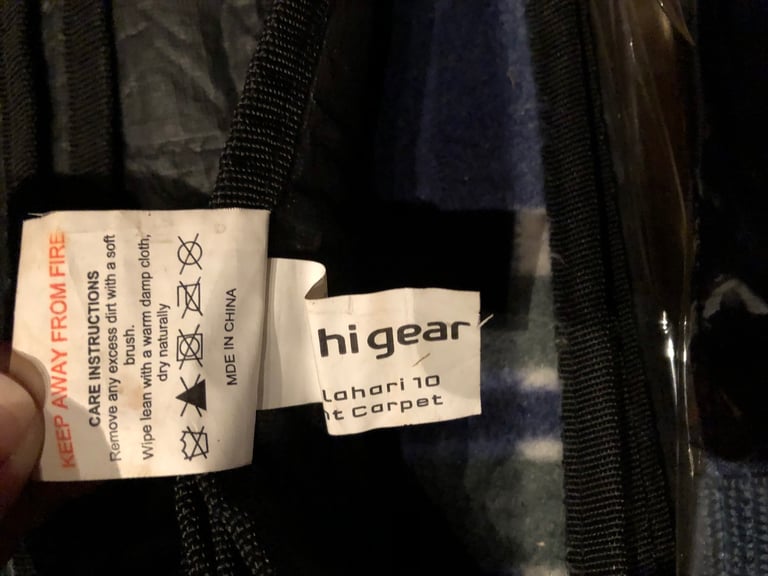 KEEP AWAY FROM FIRE
CARE INSTRUCTIONS
Remove any excess dirt with a soft
brush.
Wipe lean with a warm damp cloth,
dry naturally
MDE IN CHINA
hi gear
lahari 10
t Carpet